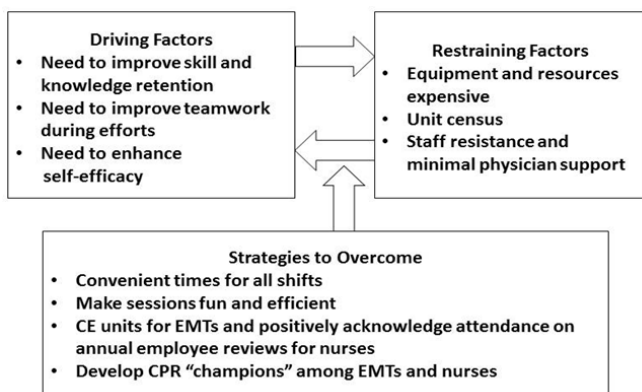 Driving Factors
• Need to improve skill and
knowledge retention
• Need to improve teamwork
during efforts
• Need to enhance
self-efficacy
Restraining Factors
• Equipment and resources
expensive
• Unit census
• Staff resistance and
minimal physician support
Strategies to Overcome
• Convenient times for all shifts
• Make sessions fun and efficient
• CE units for EMTs and positively acknowledge attendance on
annual employee reviews for nurses
• Develop CPR “champions” among EMTs and nurses